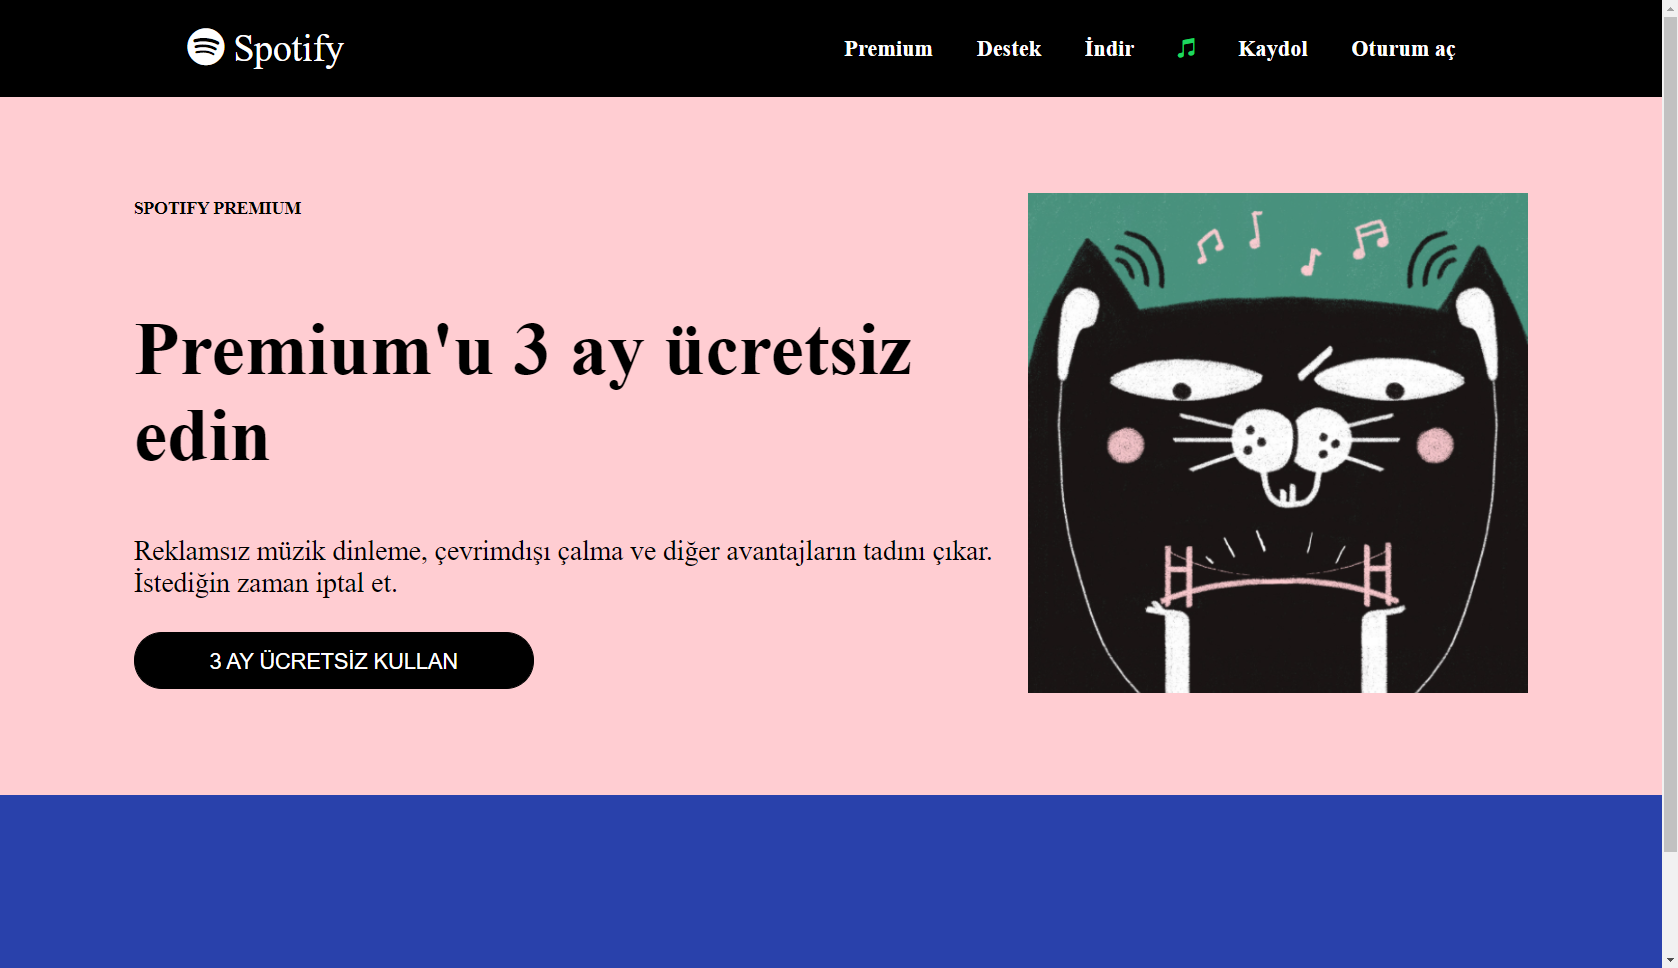 Spotify
Premium Destek İndir Kaydol Oturum aç
SPOTIFY PREMIUM
Premium'u 3 ay ücretsiz
edin
Reklamsız müzik dinleme, çevrimdışı çalma ve diğer avantajların tadını çıkar.
İstediğin zaman iptal et.
3 AY ÜCRETSİZ KULLAN